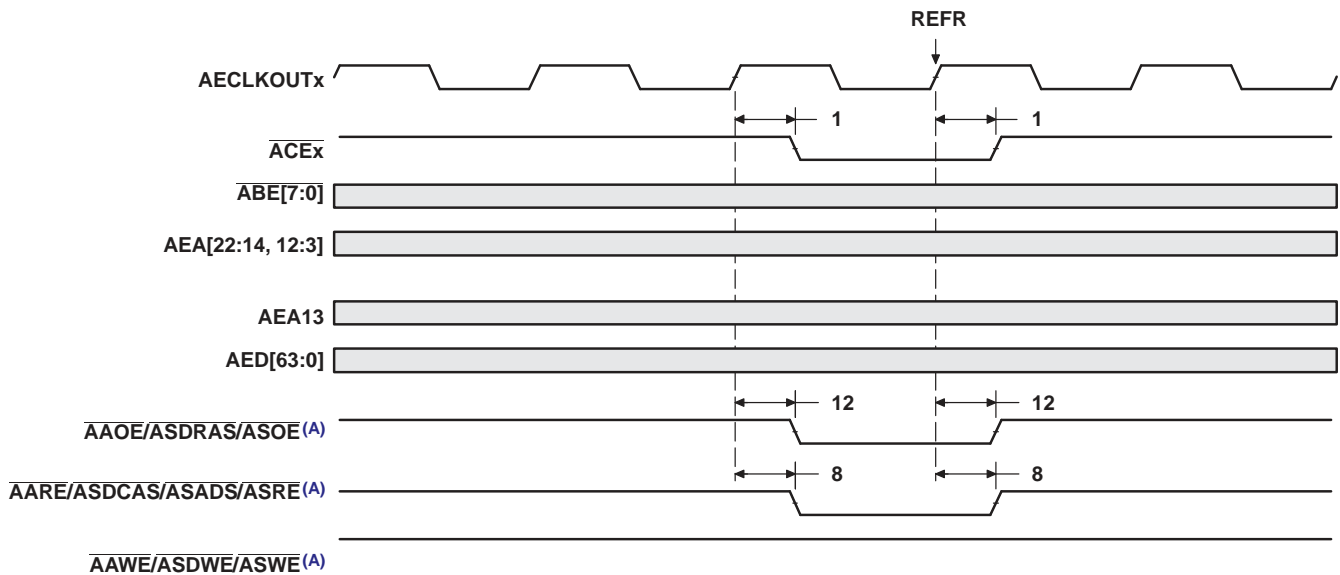 REFR
AECLKOUTx
1 1
ACEx
ABE[7:0]
AEA[22:14, 12:3]
AEA13
AED[63:0]
12 12
AAOE/ASDRAS/ASOE(A)
8 8
AARE/ASDCAS/ASADS/ASRE(A)
AAWE/ASDWE/ASWE(A)